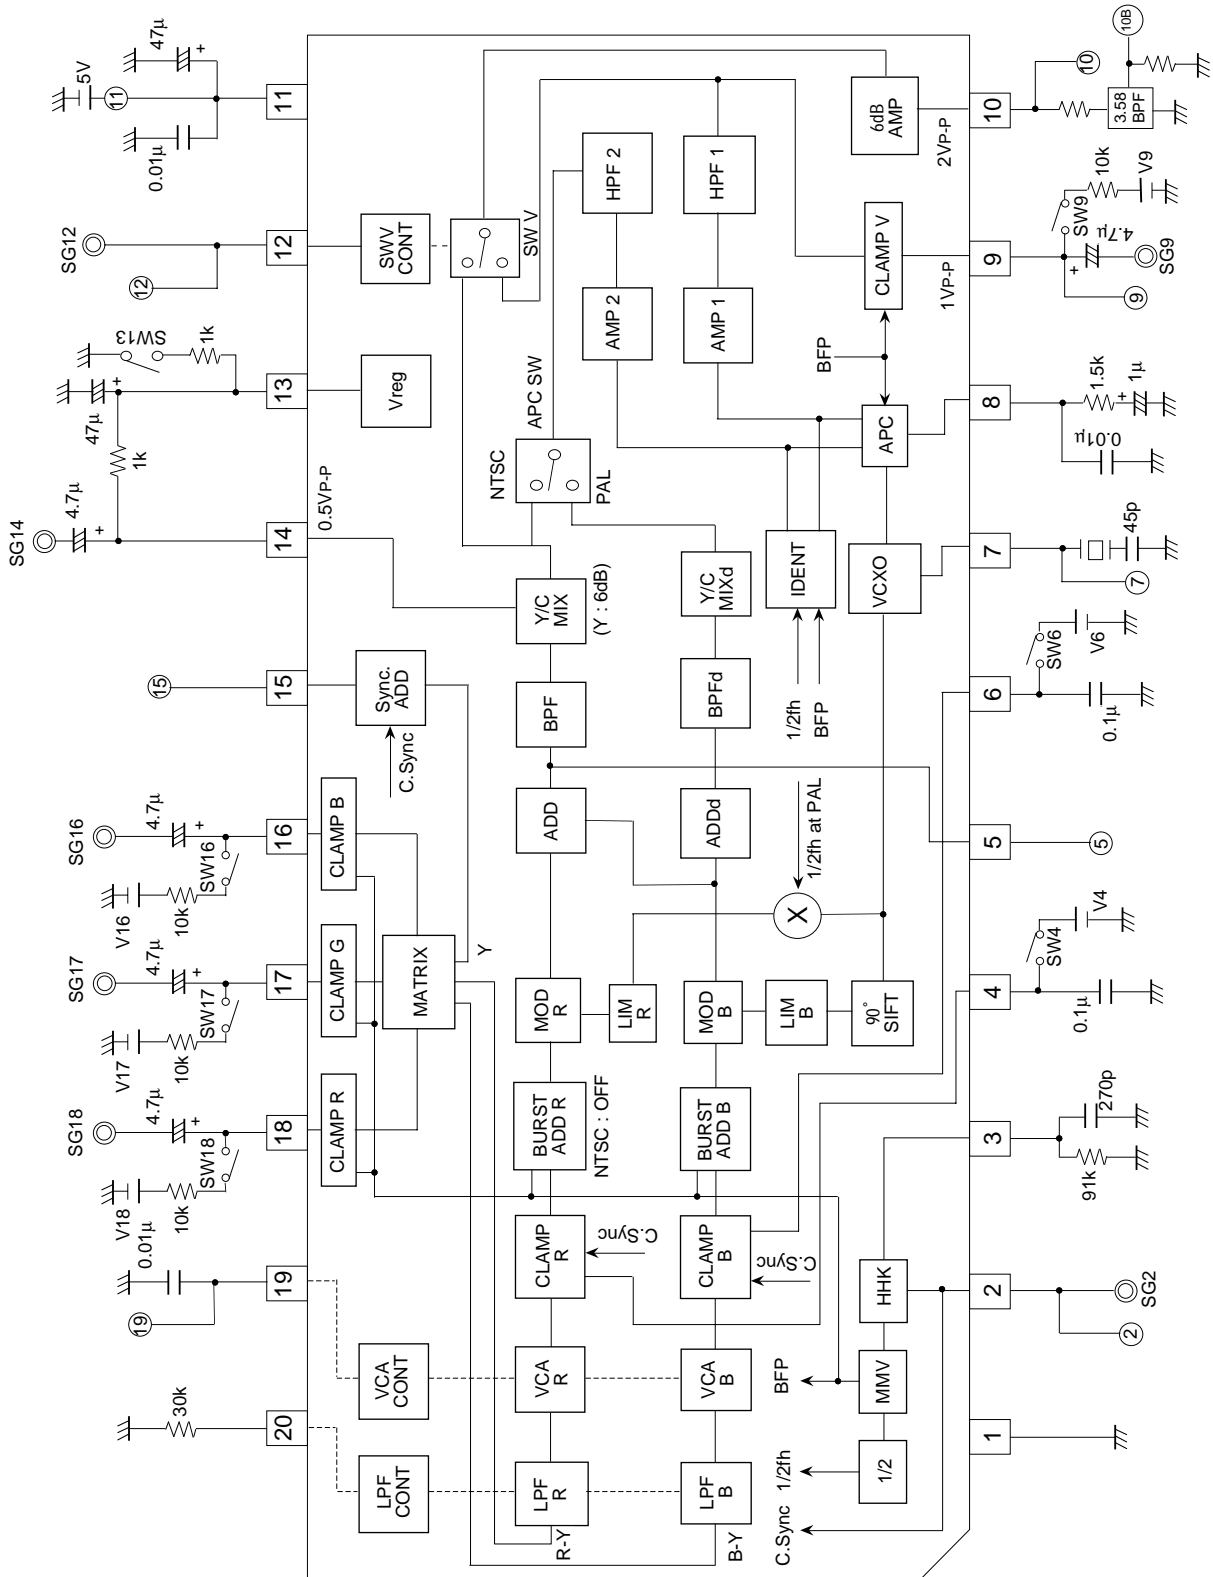 30k
20
LPF
CONT
LPF
R
R-Y
LPF
B
B-Y
C.Sync
1/2fh
1/2
1
0.01µ
19
19
VCA
CONT
VCA
R
VCA
B
BFP
MMV
HHK
2
2
SG2
SG18
4.7µ
+
V18
10k
SW18
18
CLAMP R
CLAMP
R
C.Sync
CLAMP
B
C.Sync
BURST
ADD R
NTSC : OFF
BURST
ADD B
3
91k
270p
SG17
4.7µ
+
V17
10k
SW17
17
CLAMP G
MATRIX
Y
MOD
R
LIM
R
MOD
B
LIM
B
90°
SIFT
4
SW4
V4
0.1µ
SG16
4.7µ
+
V16
10k
SW16
16
CLAMP B
ADD
ADDd
X
1/2fh at PAL
5
5
15
15
Sync.
ADD
C.Sync
BPF
BPFd
1/2fh
BFP
6
SW6
V6
0.1µ
SG14
4.7µ
+
14
0.5VP-P
Y/C
MIX
(Y : 6dB)
Y/C
MIXd
IDENT
VCXO
7
7
45p
1k
47µ
+
SW13
1k
13
Vreg
NTSC
APC SW
PAL
AMP 2
AMP 1
BFP
APC
8
0.01µ
1.5k
+
1µ
SG12
12
12
SWV
CONT
SW V
HPF 2
HPF 1
CLAMP V
1VP-P
9
9
SW9
10k
V9
4.7µ
+
SG9
5V
11
0.01µ
47µ
+
11
6dB
AMP
2VP-P
10
10
3.58
BPF
10B